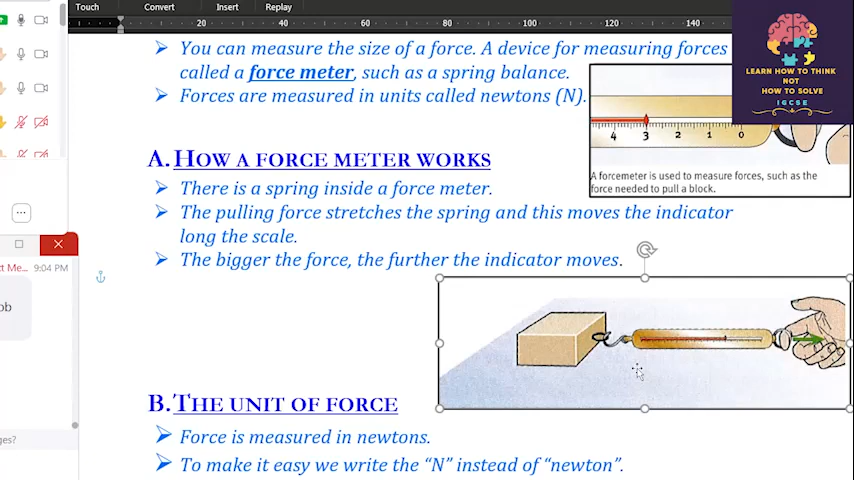 Touch Convert Insert Replay
20 40 60 80 100 120 140
You can measure the size of a force. A device for measuring forces
called a force meter, such as a spring balance.
Forces are measured in units called newtons (N).
LEARN HOW TO THINK
NOT
HOW TO SOLVE
IGCSE
4 3 2 1 0
A forcemeter is used to measure forces, such as the
force needed to pull a block.
A. HOW A FORCE METER WORKS
There is a spring inside a force meter.
The pulling force stretches the spring and this moves the indicator
long the scale.
The bigger the force, the further the indicator moves.
9:04 PM
B. THE UNIT OF FORCE
Force is measured in newtons.
To make it easy we write the “N” instead of “newton”.